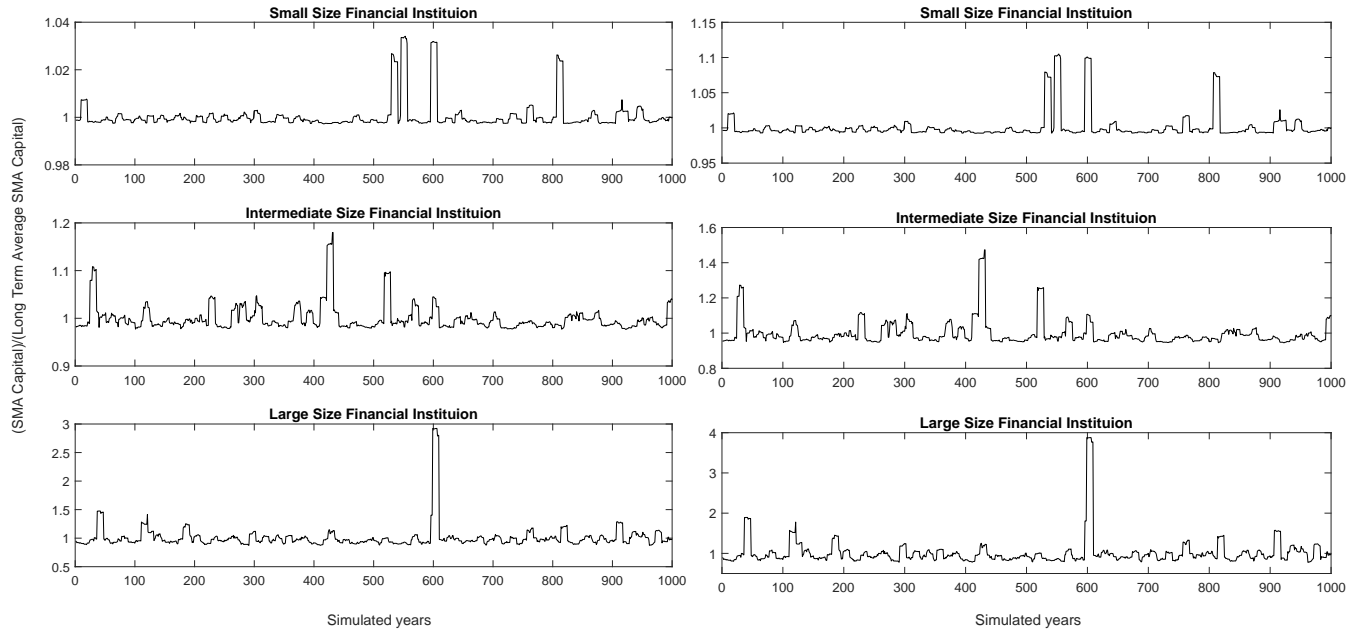 Small Size Financial Instituion
1.04
1.02
1
0.98
0 100 200 300 400 500 600 700 800 900 1000
Intermediate Size Financial Instituion
1.2
1.1
1
0.9
0 100 200 300 400 500 600 700 800 900 1000
Large Size Financial Instituion
3
2.5
2
1.5
1
0.5
0 100 200 300 400 500 600 700 800 900 1000
Simulated years
(SMA Capital)/(Long Term Average SMA Capital)
Small Size Financial Instituion
1.15
1.1
1.05
1
0.95
0 100 200 300 400 500 600 700 800 900 1000
Intermediate Size Financial Instituion
1.6
1.4
1.2
1
0.8
0 100 200 300 400 500 600 700 800 900 1000
Large Size Financial Instituion
4
3
2
1
0 100 200 300 400 500 600 700 800 900 1000
Simulated years